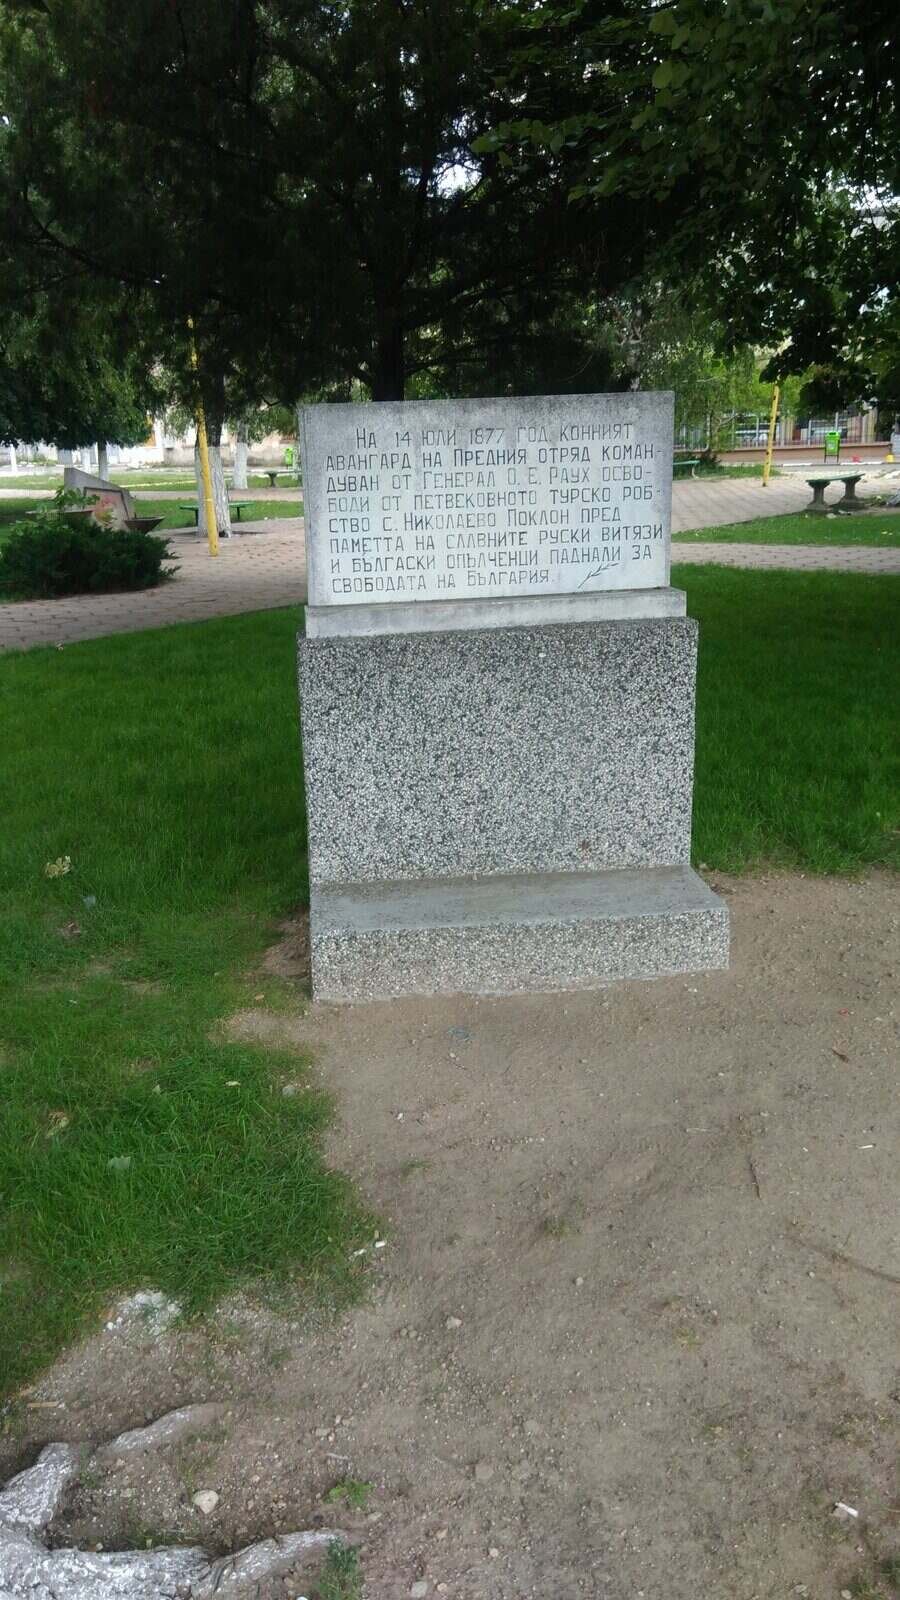 На 14 юли 1877 год конният
авангард на Предния отряд коман-
дуван от Генерал О. Е. Раух осво-
боди от петвековното турско роб-
ство с. Николаево Поклон пред
паметта на славните руски витязи
и бългаски опълченци паднали за
свободата на България.